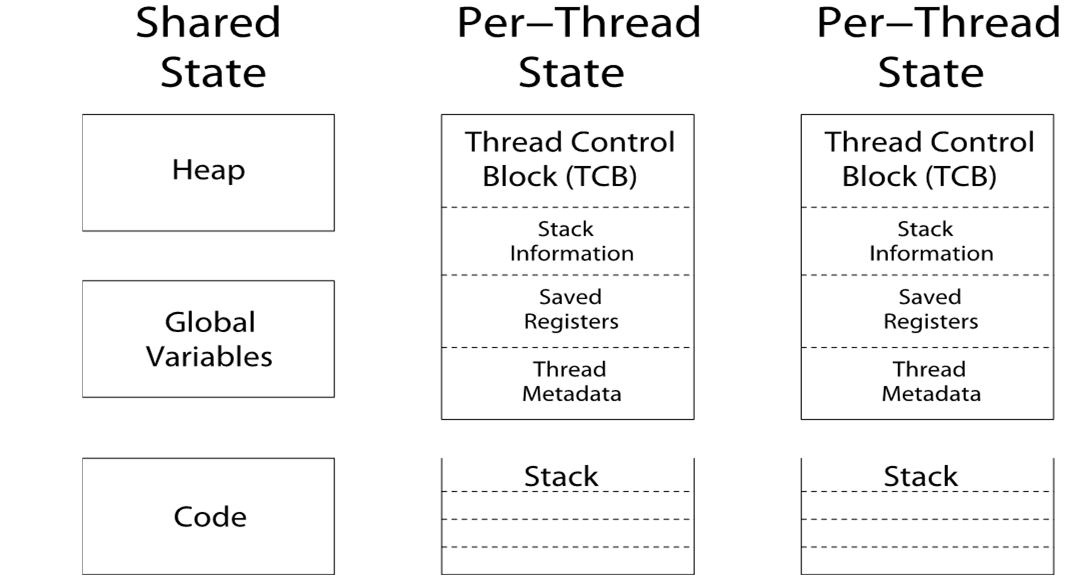 Shared
State
Heap
Global
Variables
Code
Per–Thread
State
Thread Control
Block (TCB)
Stack
Information
Saved
Registers
Thread
Metadata
Stack
Per–Thread
State
Thread Control
Block (TCB)
Stack
Information
Saved
Registers
Thread
Metadata
Stack